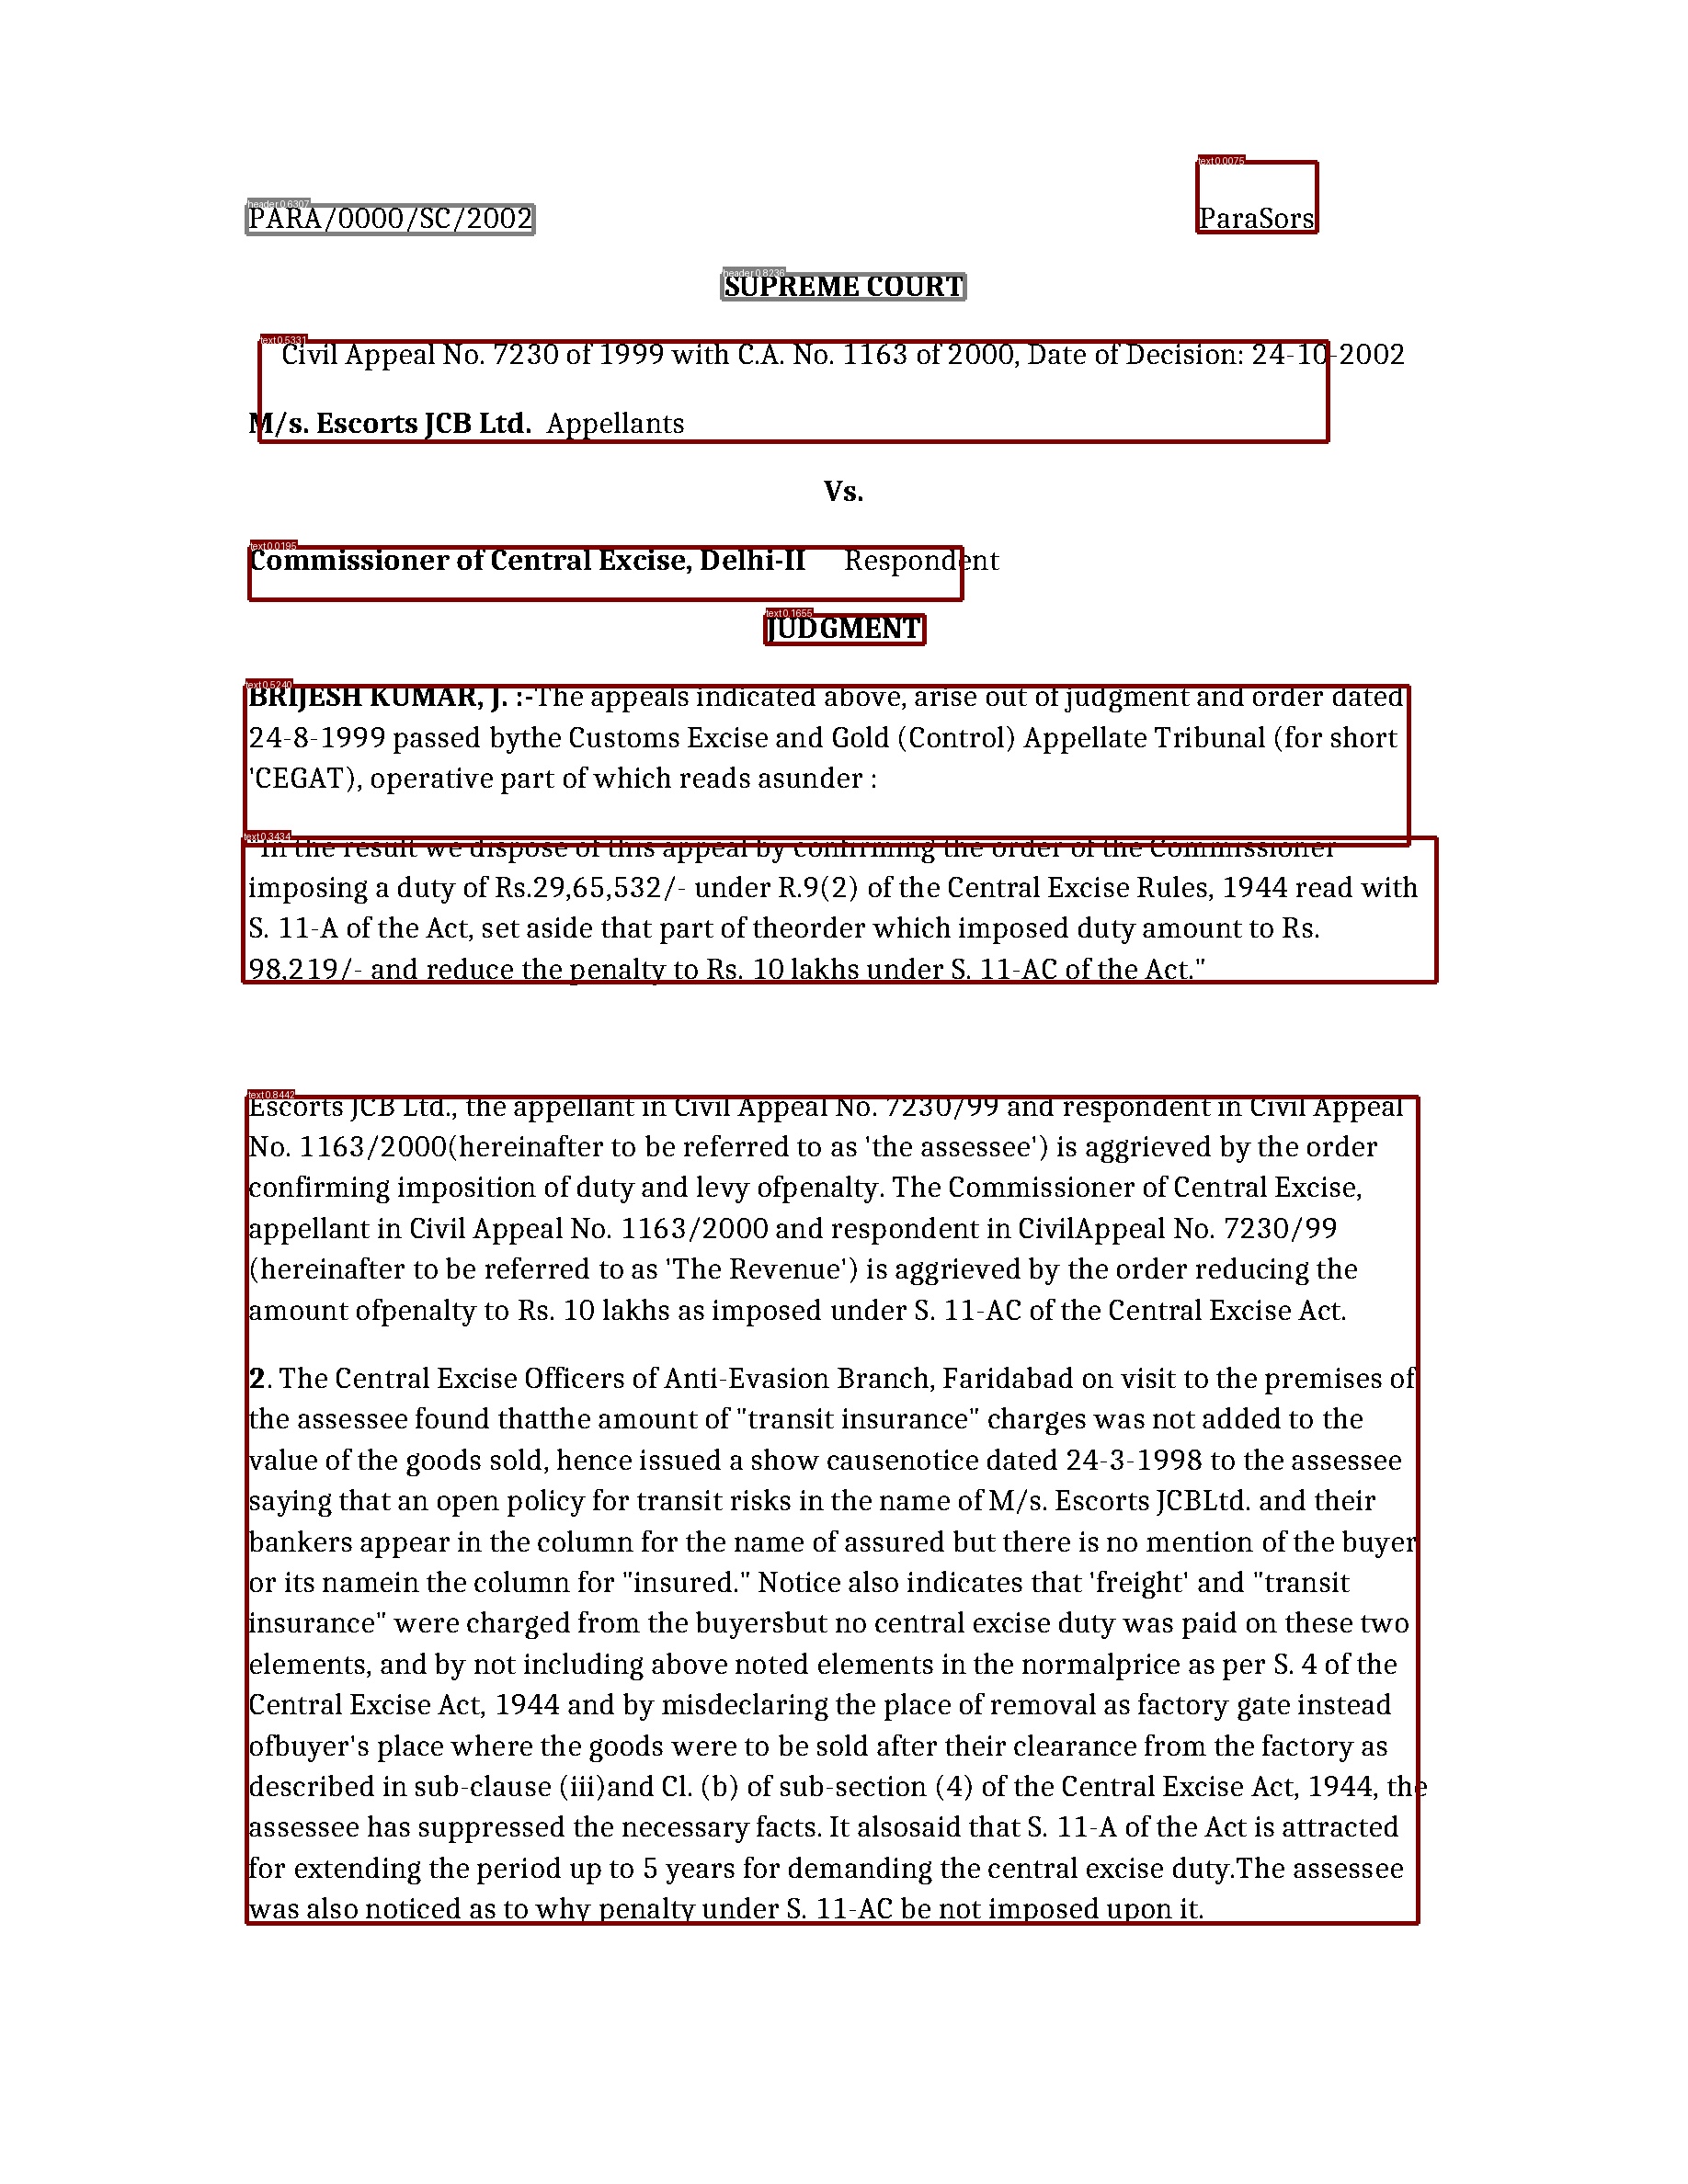 PARA/0000/SC/2002 ParaSors
SUPREME COURT
Civil Appeal No. 7230 of 1999 with C.A. No. 1163 of 2000, Date of Decision: 24-10-2002
M/s. Escorts JCB Ltd. Appellants
Vs.
Commissioner of Central Excise, Delhi-II Respondent
JUDGMENT
BRIJESH KUMAR, J. :-The appeals indicated above, arise out of judgment and order dated
24-8-1999 passed bythe Customs Excise and Gold (Control) Appellate Tribunal (for short
'CEGAT), operative part of which reads asunder :
"In the result we dispose of this appeal by confirming the order of the Commissioner
imposing a duty of Rs.29,65,532/- under R.9(2) of the Central Excise Rules, 1944 read with
S. 11-A of the Act, set aside that part of theorder which imposed duty amount to Rs.
98,219/- and reduce the penalty to Rs. 10 lakhs under S. 11-AC of the Act."
Escorts JCB Ltd., the appellant in Civil Appeal No. 7230/99 and respondent in Civil Appeal
No. 1163/2000(hereinafter to be referred to as 'the assessee') is aggrieved by the order
confirming imposition of duty and levy ofpenalty. The Commissioner of Central Excise,
appellant in Civil Appeal No. 1163/2000 and respondent in CivilAppeal No. 7230/99
(hereinafter to be referred to as 'The Revenue') is aggrieved by the order reducing the
amount ofpenalty to Rs. 10 lakhs as imposed under S. 11-AC of the Central Excise Act.
2. The Central Excise Officers of Anti-Evasion Branch, Faridabad on visit to the premises of
the assessee found thatthe amount of "transit insurance" charges was not added to the
value of the goods sold, hence issued a show causenotice dated 24-3-1998 to the assessee
saying that an open policy for transit risks in the name of M/s. Escorts JCBLtd. and their
bankers appear in the column for the name of assured but there is no mention of the buyer
or its namein the column for "insured." Notice also indicates that 'freight' and "transit
insurance" were charged from the buyersbut no central excise duty was paid on these two
elements, and by not including above noted elements in the normalprice as per S. 4 of the
Central Excise Act, 1944 and by misdeclaring the place of removal as factory gate instead
ofbuyer's place where the goods were to be sold after their clearance from the factory as
described in sub-clause (iii)and Cl. (b) of sub-section (4) of the Central Excise Act, 1944, the
assessee has suppressed the necessary facts. It alsosaid that S. 11-A of the Act is attracted
for extending the period up to 5 years for demanding the central excise duty.The assessee
was also noticed as to why penalty under S. 11-AC be not imposed upon it.